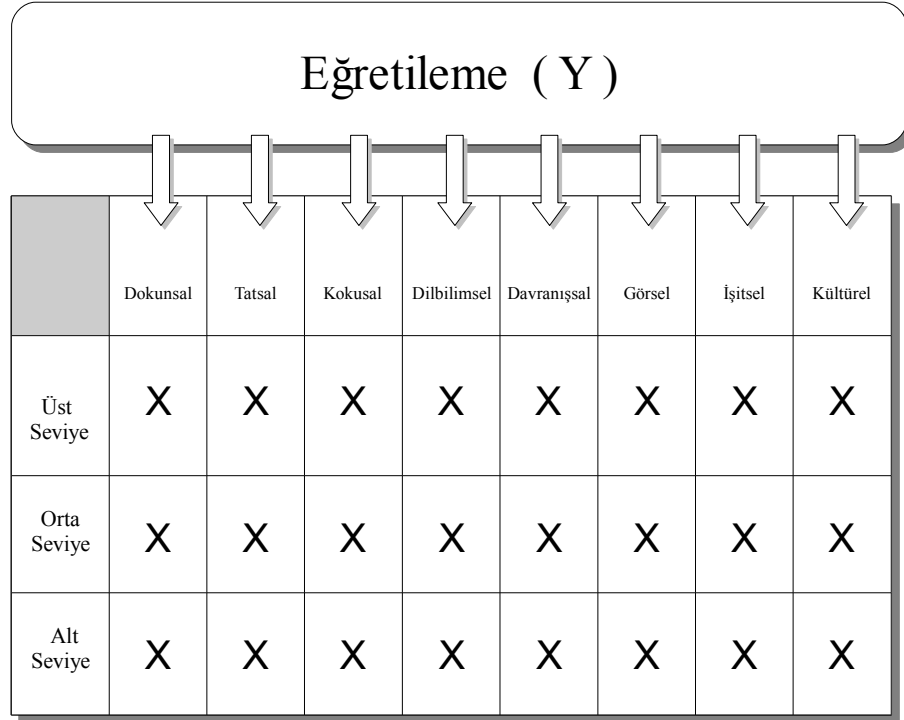 Eğretileme ( Y )
Dokunsal Tatsal Kokusal Dilbilimsel Davranışsal Görsel İşitsel Kültürel
Üst
Seviye
X X X X X X X X
Orta
Seviye
X X X X X X X X
Alt
Seviye
X X X X X X X X